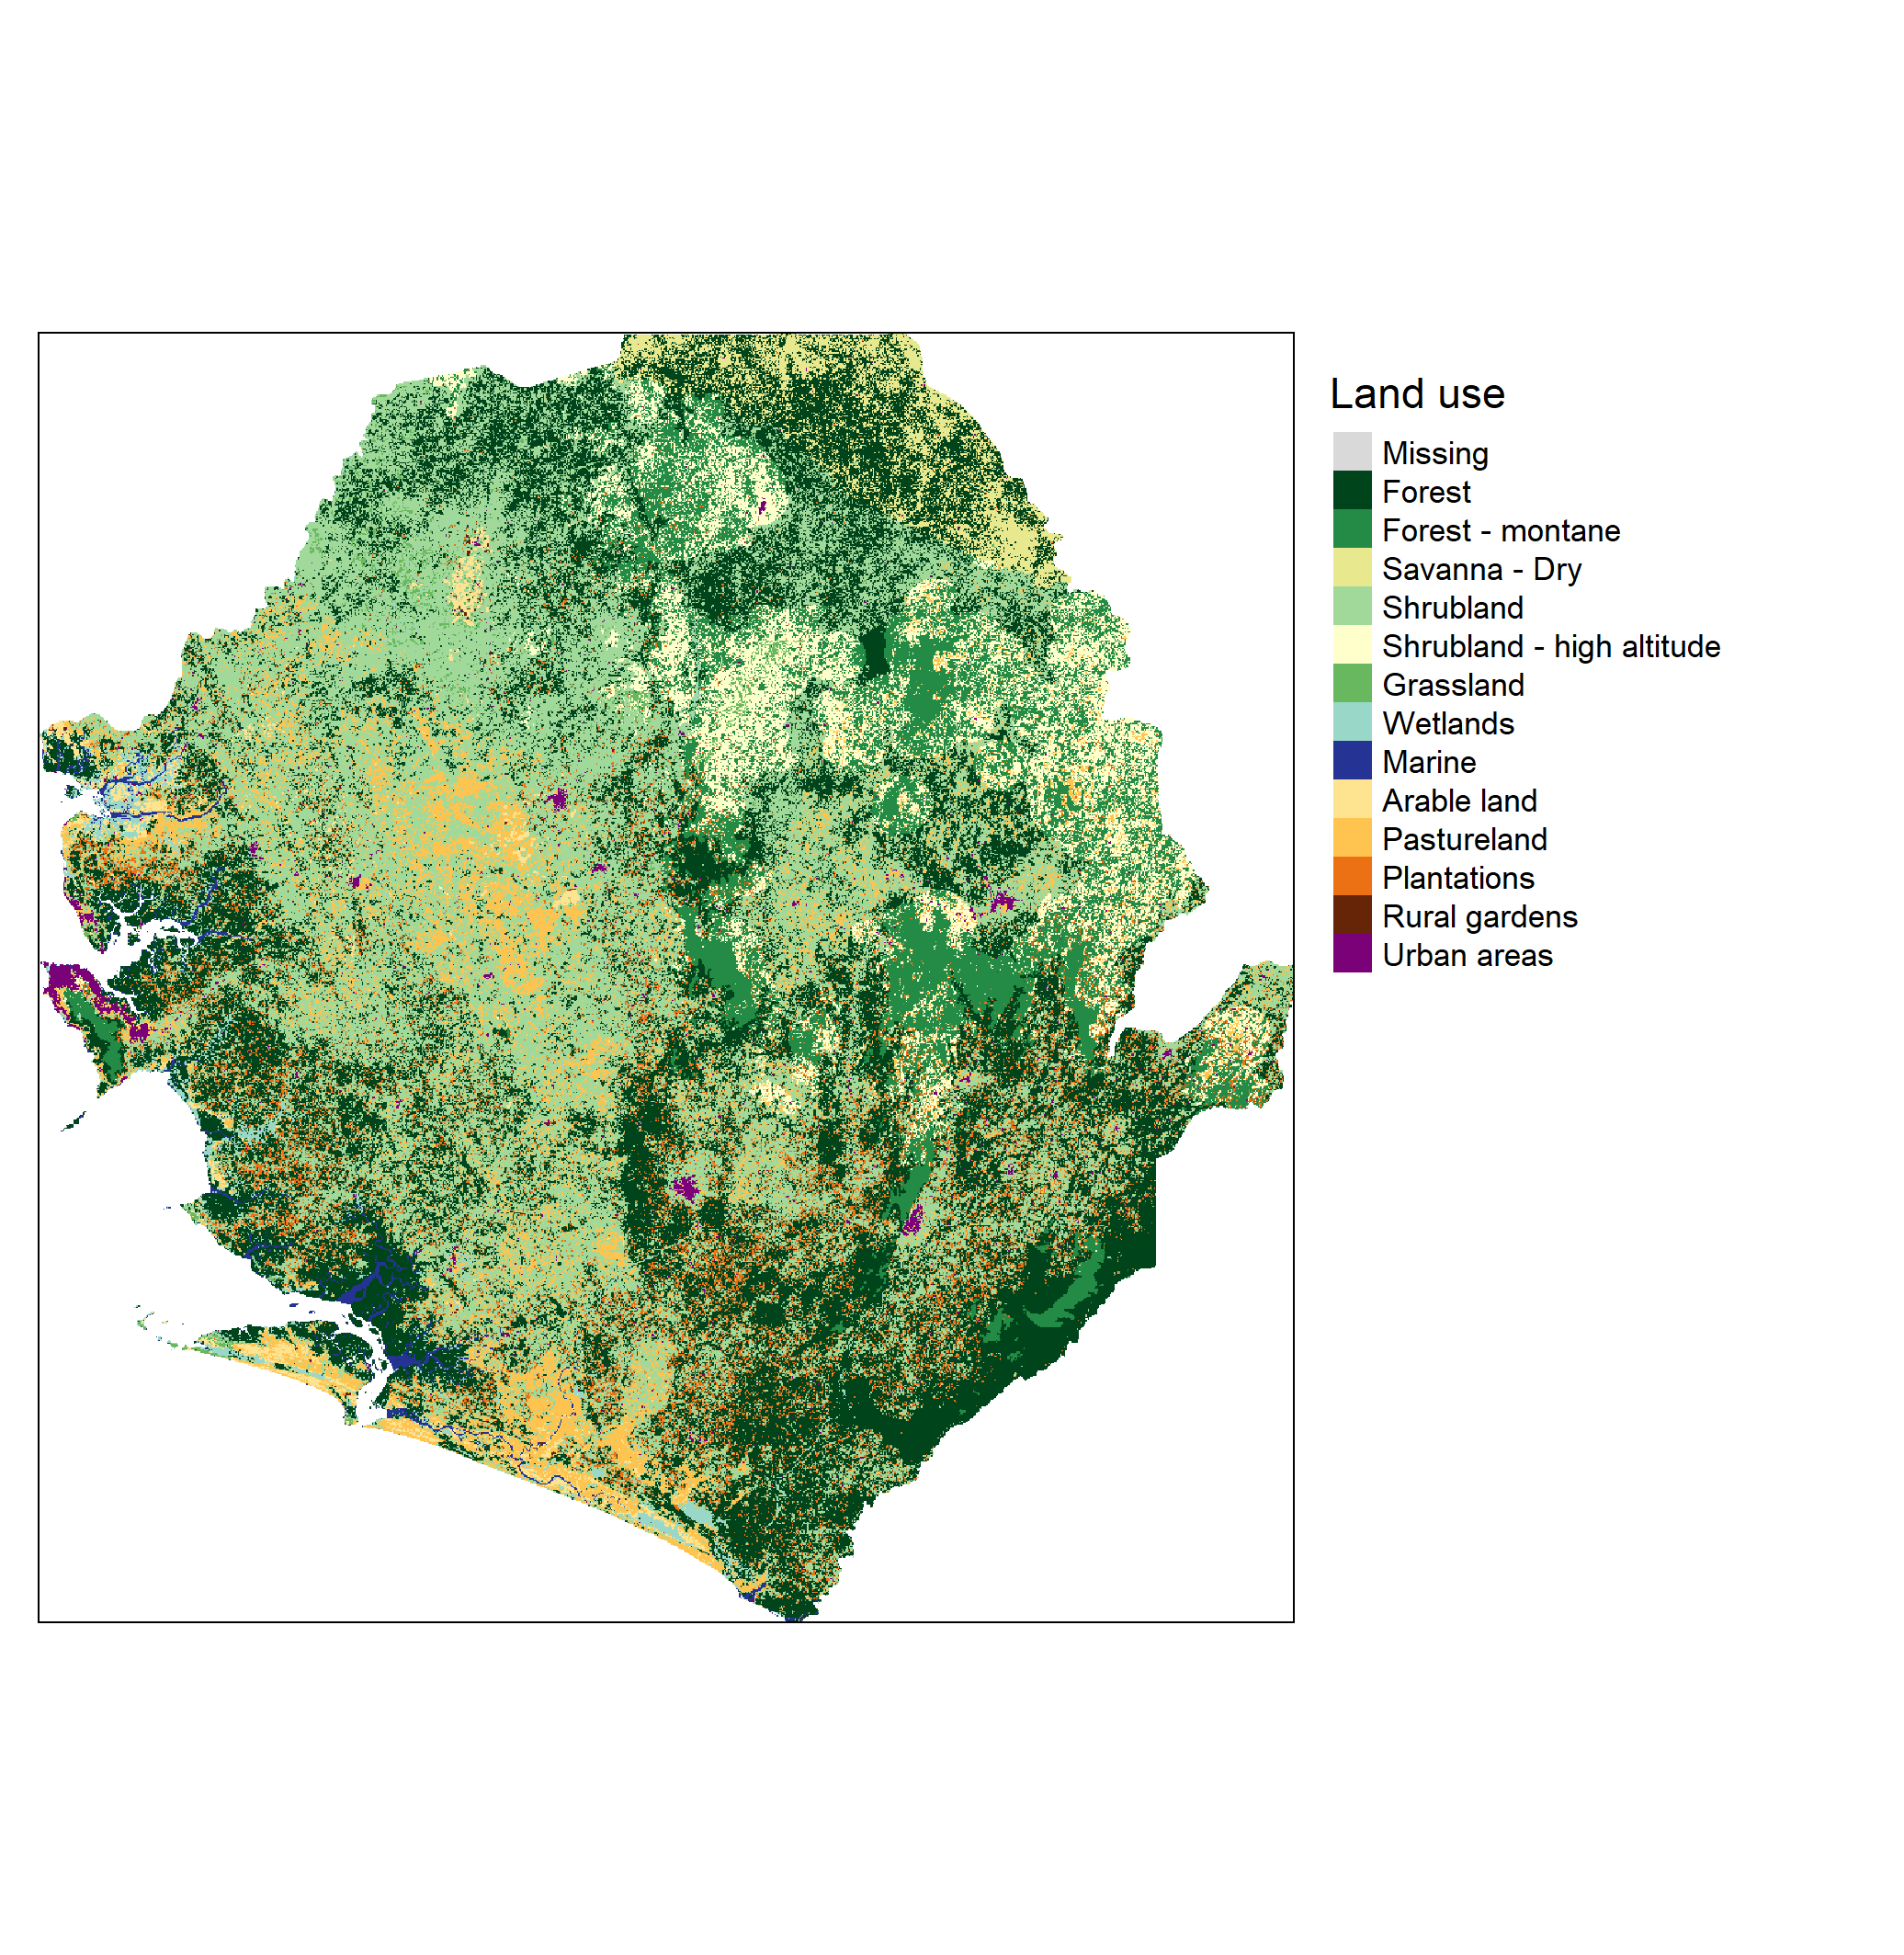 Land use
Missing
Forest
Forest - montane
Savanna - Dry
Shrubland
Shrubland - high altitude
Grassland
Wetlands
Marine
Arable land
Pastureland
Plantations
Rural gardens
Urban areas